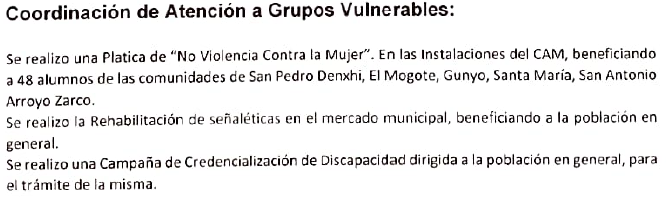 Coordinación de Atención a Grupos Vulnerables:
Se realizo una Platica de “No Violencia Contra la Mujer”. En las Instalaciones del CAM, beneficiando
a 48 alumnos de las comunidades de San Pedro Denxhi, El Mogote, Gunyo, Santa María, San Antonio
Arroyo Zarco.
Se realizo la Rehabilitación de señaléticas en el mercado municipal, beneficiando a la población en
general.
Se realizo una Campaña de Credencialización de Discapacidad dirigida a la población en general, para
el trámite de la misma.